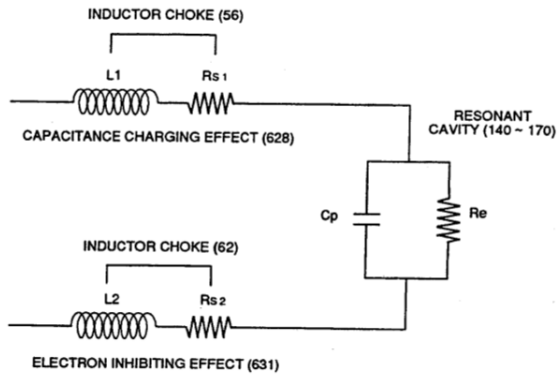 INDUCTOR CHOKE (56)
L1
Rs1
CAPACITANCE CHARGING EFFECT (628)
RESONANT
CAVITY (140 ~ 170)
Cp
Re
INDUCTOR CHOKE (62)
L2
Rs2
ELECTRON INHIBITING EFFECT (631)